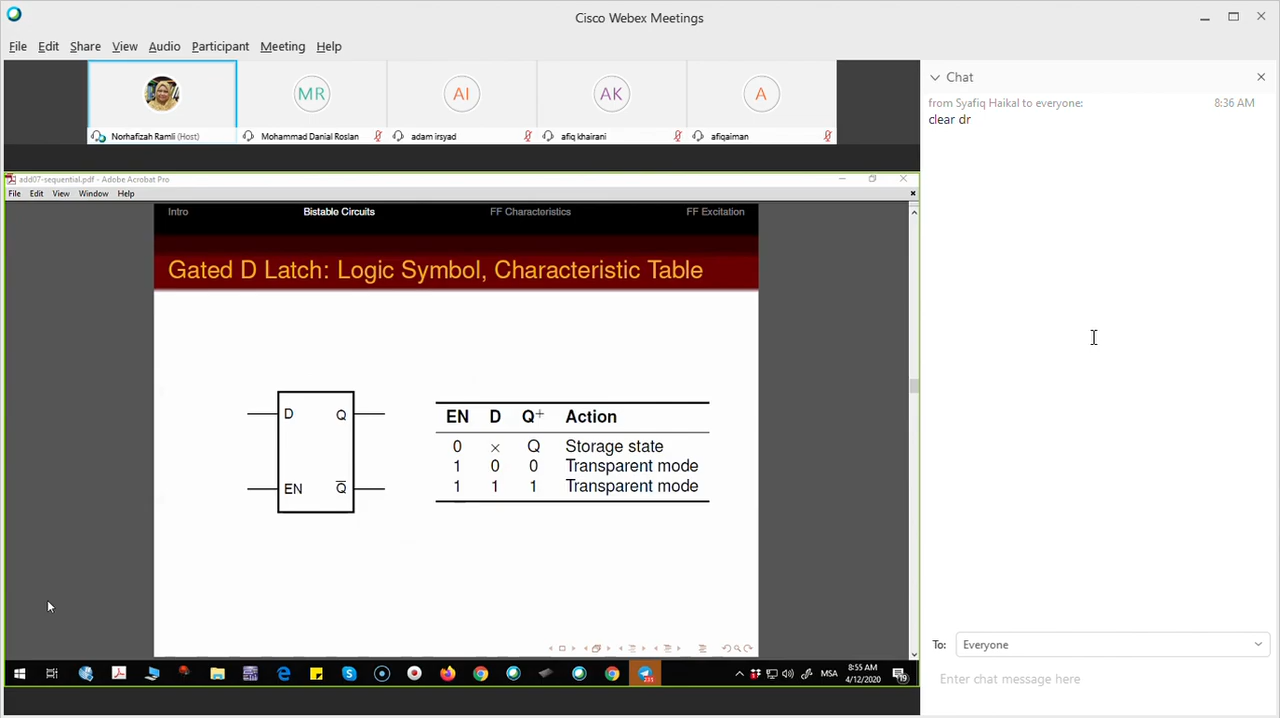 Cisco Webex Meetings
File Edit Share View Audio Participant Meeting Help
MR AI AK A
Norhafizah Ramli (Host) Mohammad Danial Roslan adam irsyad afiq khairani afiqaiman
Chat
from Syafiq Haikal to everyone: 8:36 AM
clear dr
add07-sequential.pdf - Adobe Acrobat Pro
File Edit View Window Help
Intro Bistable Circuits FF Characteristics FF Excitation
Gated D Latch: Logic Symbol, Characteristic Table
D Q
EN Q̅
EN D Q⁺ Action
0 × Q Storage state
1 0 0 Transparent mode
1 1 1 Transparent mode
To: Everyone
Enter chat message here
MSA
8:55 AM
4/12/2020